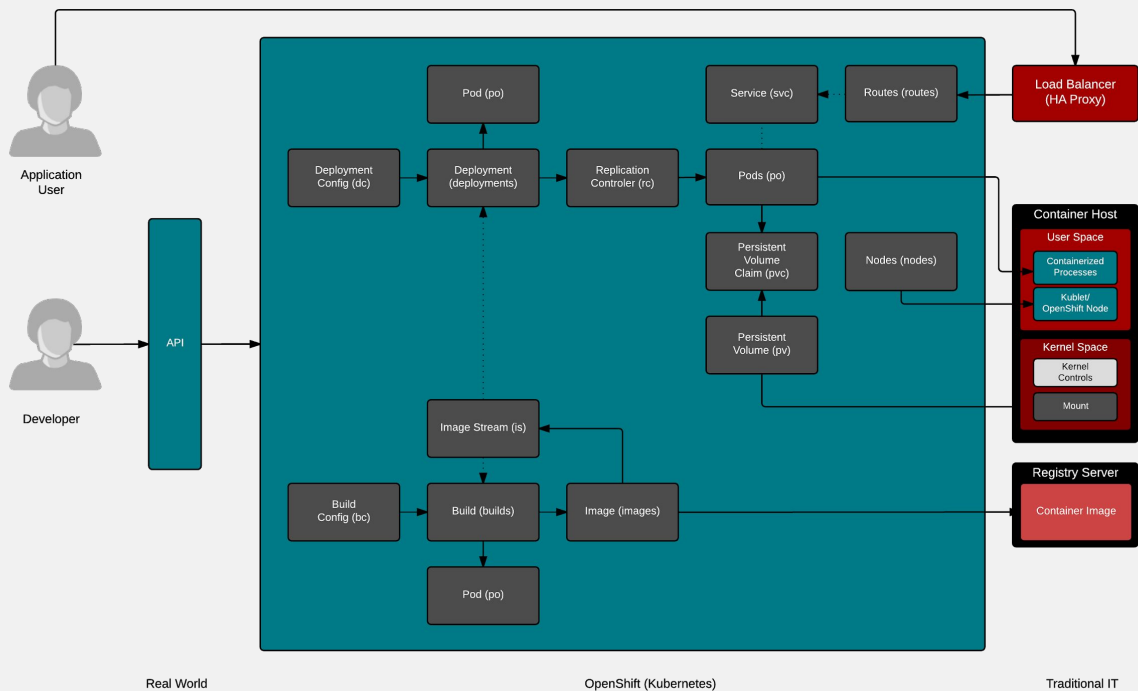 Application
User
Developer
API
Pod (po)
Service (svc)
Routes (routes)
Load Balancer
(HA Proxy)
Deployment
Config (dc)
Deployment
(deployments)
Replication
Controler (rc)
Pods (po)
Persistent
Volume
Claim (pvc)
Nodes (nodes)
Persistent
Volume (pv)
Container Host
User Space
Containerized
Processes
Kublet/
OpenShift Node
Kernel Space
Kernel
Controls
Mount
Image Stream (is)
Build
Config (bc)
Build (builds)
Image (images)
Registry Server
Container Image
Pod (po)
Real World
OpenShift (Kubernetes)
Traditional IT